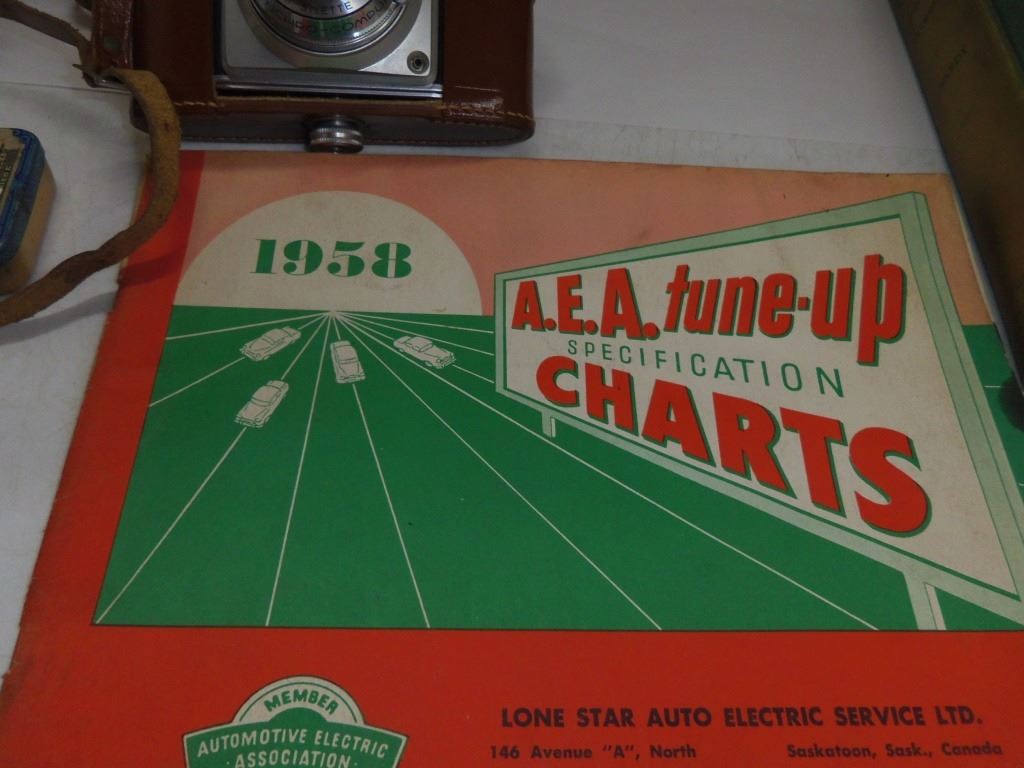 1958
A.E.A. tune-up
SPECIFICATION
CHARTS
MEMBER
AUTOMOTIVE ELECTRIC
· ASSOCIATION ·
LONE STAR AUTO ELECTRIC SERVICE LTD.
146 Avenue "A", North Saskatoon, Sask., Canada